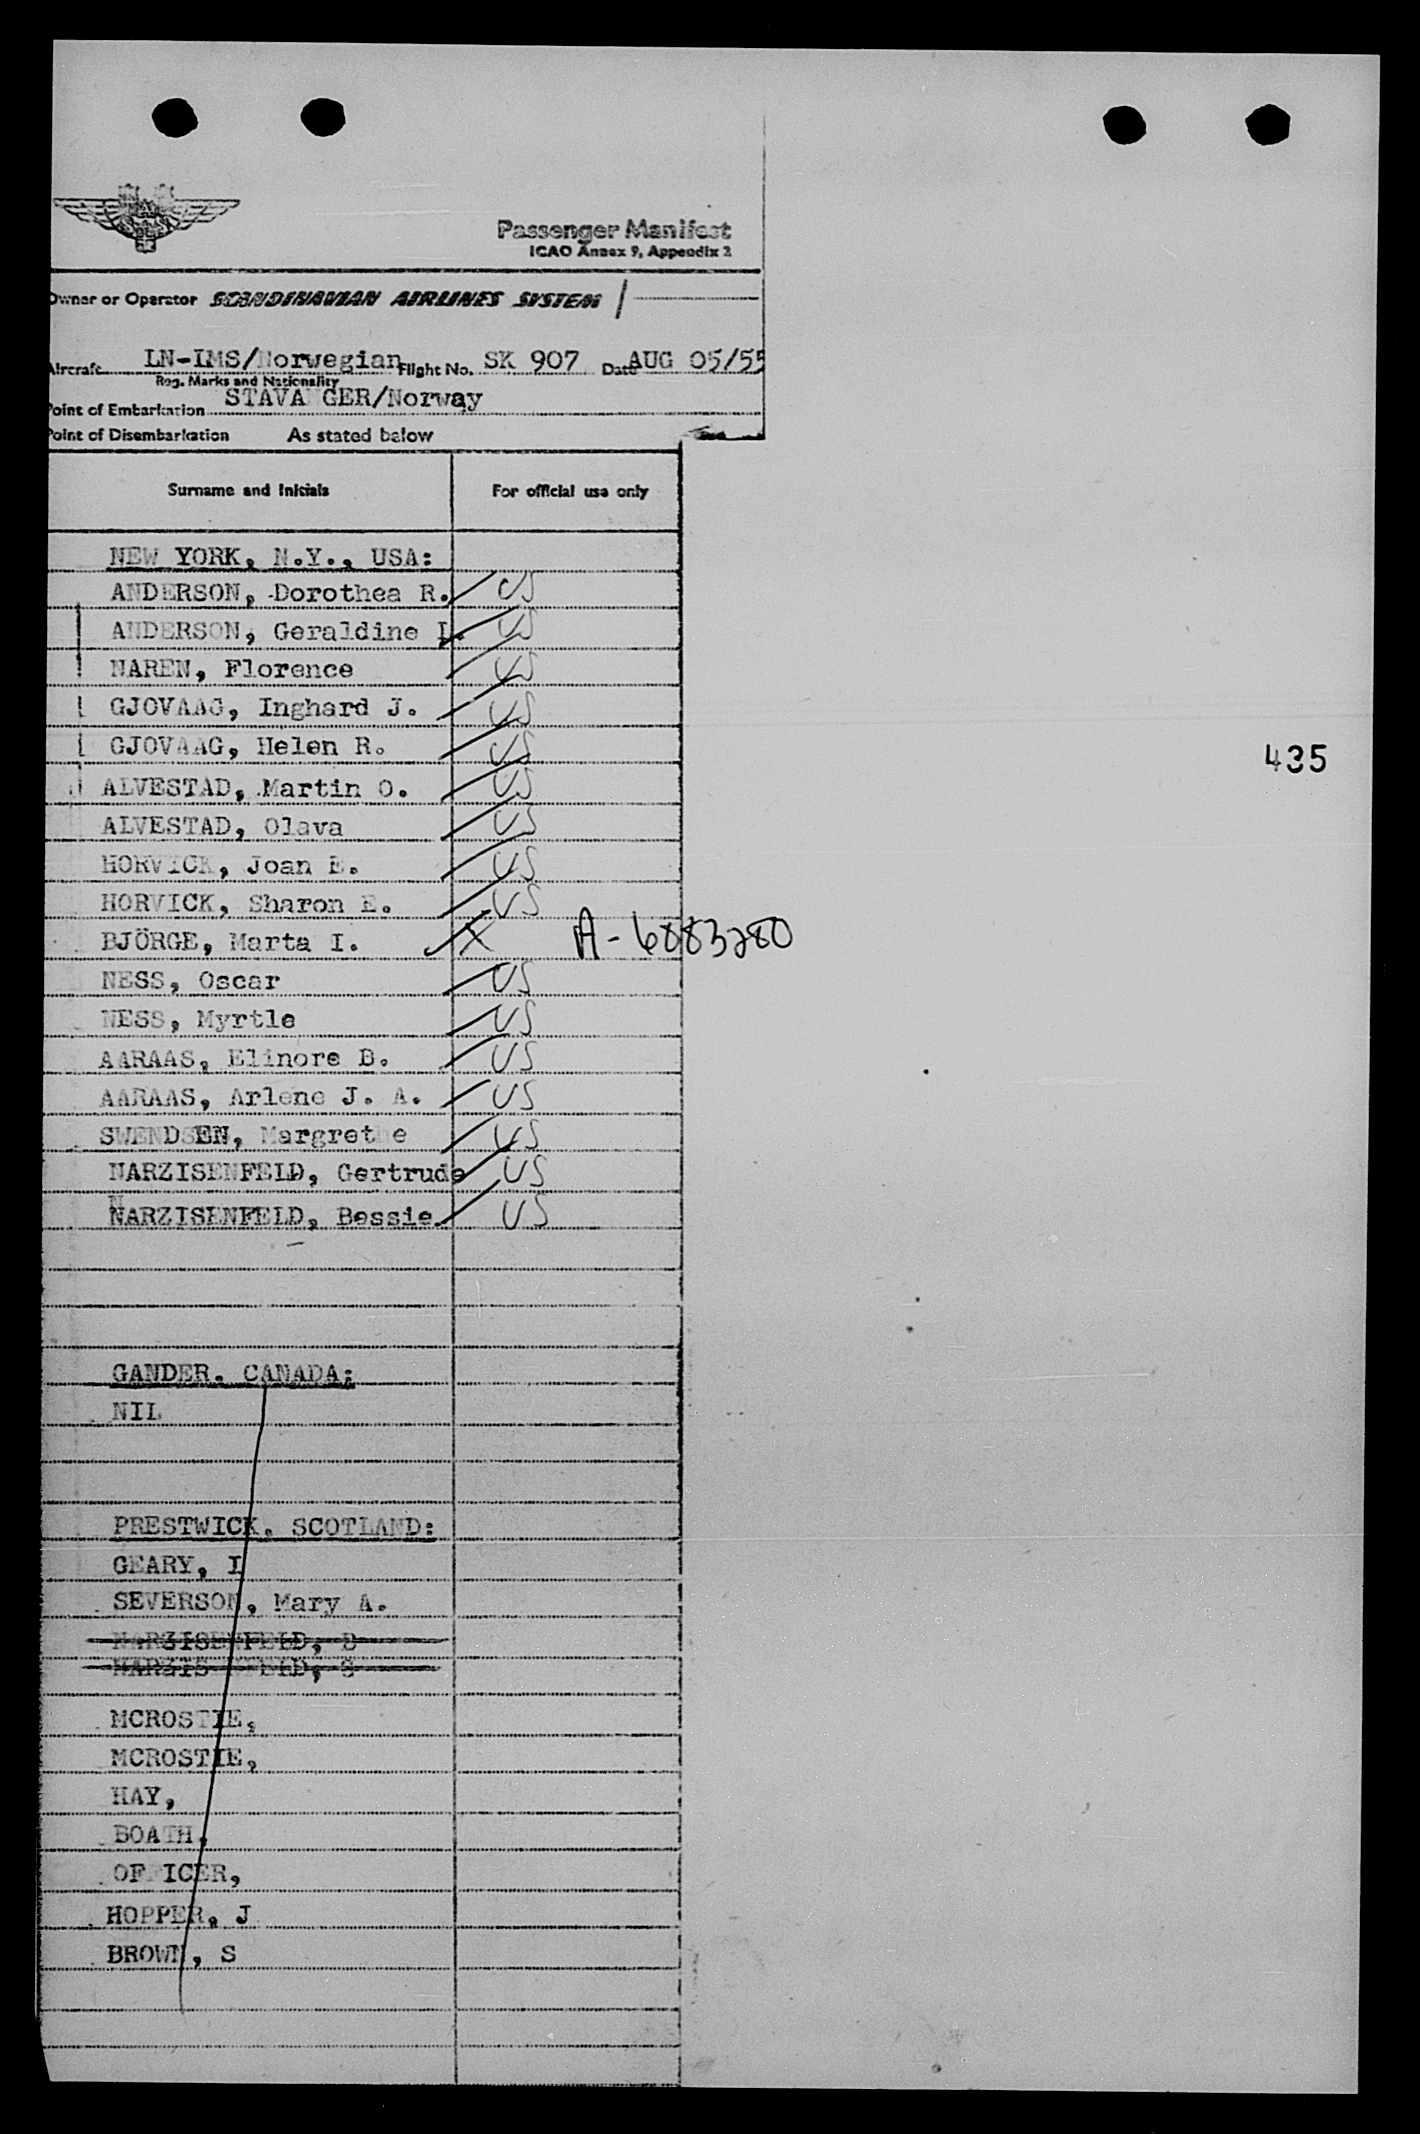 Passenger Manifest
ICAO Annex 9, Appendix 2
Owner or Operator SCANDINAVIAN AIRLINES SYSTEM
Aircraft LN-IMS/Norwegian Flight No. SK 907 Date AUG 05/55
Reg. Marks and Nationality
Point of Embarkation STAVANGER/Norway
Point of Disembarkation As stated below
Surname and Initials For official use only
NEW YORK, N.Y., USA:
ANDERSON, Dorothea R. US
ANDERSON, Geraldine L. US
NAREN, Florence US
GJOVAAG, Inghard J. US
GJOVAAG, Helen R. US
435
ALVESTAD, Martin O. US
ALVESTAD, Olava US
HORVICK, Joan E. US
HORVICK, Sharon E. US
BJÖRGE, Marta I. X A-6883280
NESS, Oscar US
NESS, Myrtle US
AARAAS, Elinore B. US
AARAAS, Arlene J. A. US
SWENDSEN, Margrethe US
NARZISENFELD, Gertrude US
NARZISENFELD, Bessie US
GANDER, CANADA:
NIL
PRESTWICK, SCOTLAND:
GEARY, I
SEVERSON, Mary A.
NARZISENFELD, B
NARZISENFELD, G
MCROSTIE,
MCROSTIE,
HAY,
BOATH,
OFFICER,
HOPPER, J
BROWN, S